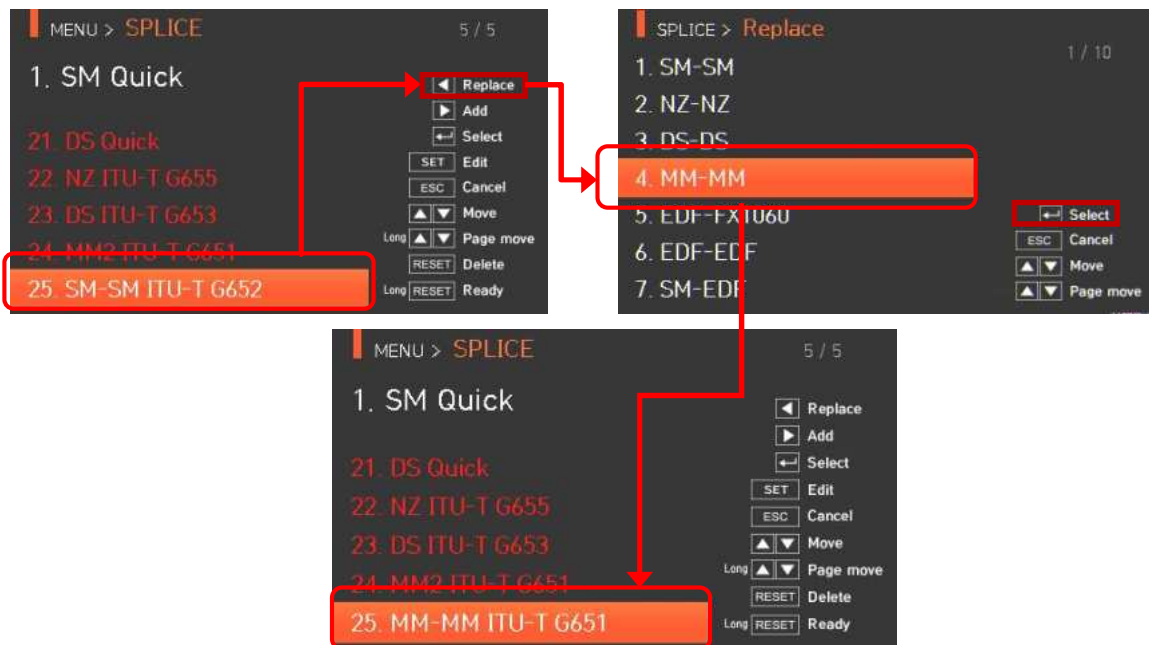 MENU > SPLICE 5 / 5
1. SM Quick
21. DS Quick
22. NZ ITU-T G655
23. DS ITU-T G653
24. MM2 ITU-T G651
25. SM-SM ITU-T G652
Replace
Add
Select
SET Edit
ESC Cancel
Move
Long Page move
RESET Delete
Long RESET Ready
SPLICE > Replace
1 / 10
1. SM-SM
2. NZ-NZ
3. DS-DS
4. MM-MM
5. EDF-FX1060
6. EDF-EDF
7. SM-EDF
Select
ESC Cancel
Move
Page move
MENU > SPLICE 5 / 5
1. SM Quick
21. DS Quick
22. NZ ITU-T G655
23. DS ITU-T G653
24. MM2 ITU-T G651
25. MM-MM ITU-T G651
Replace
Add
Select
SET Edit
ESC Cancel
Move
Long Page move
RESET Delete
Long RESET Ready